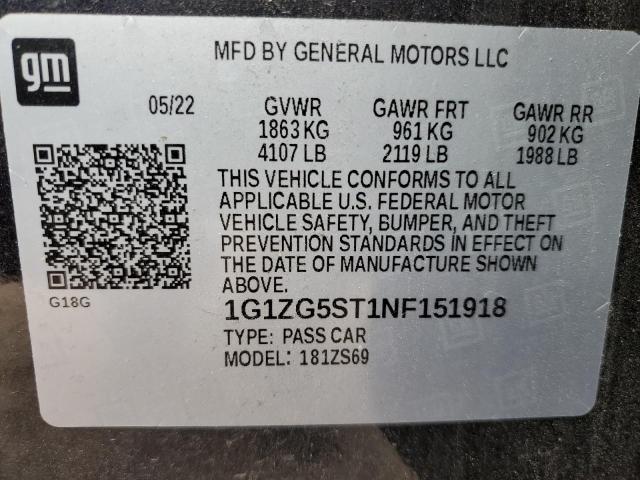 gm
MFD BY GENERAL MOTORS LLC
05/22 GVWR GAWR FRT GAWR RR
1863 KG 961 KG 902 KG
4107 LB 2119 LB 1988 LB
THIS VEHICLE CONFORMS TO ALL
APPLICABLE U.S. FEDERAL MOTOR
VEHICLE SAFETY, BUMPER, AND THEFT
PREVENTION STANDARDS IN EFFECT ON
THE DATE OF MANUFACTURE SHOWN
ABOVE.
G18G
1G1ZG5ST1NF151918
TYPE: PASS CAR
MODEL: 181ZS69